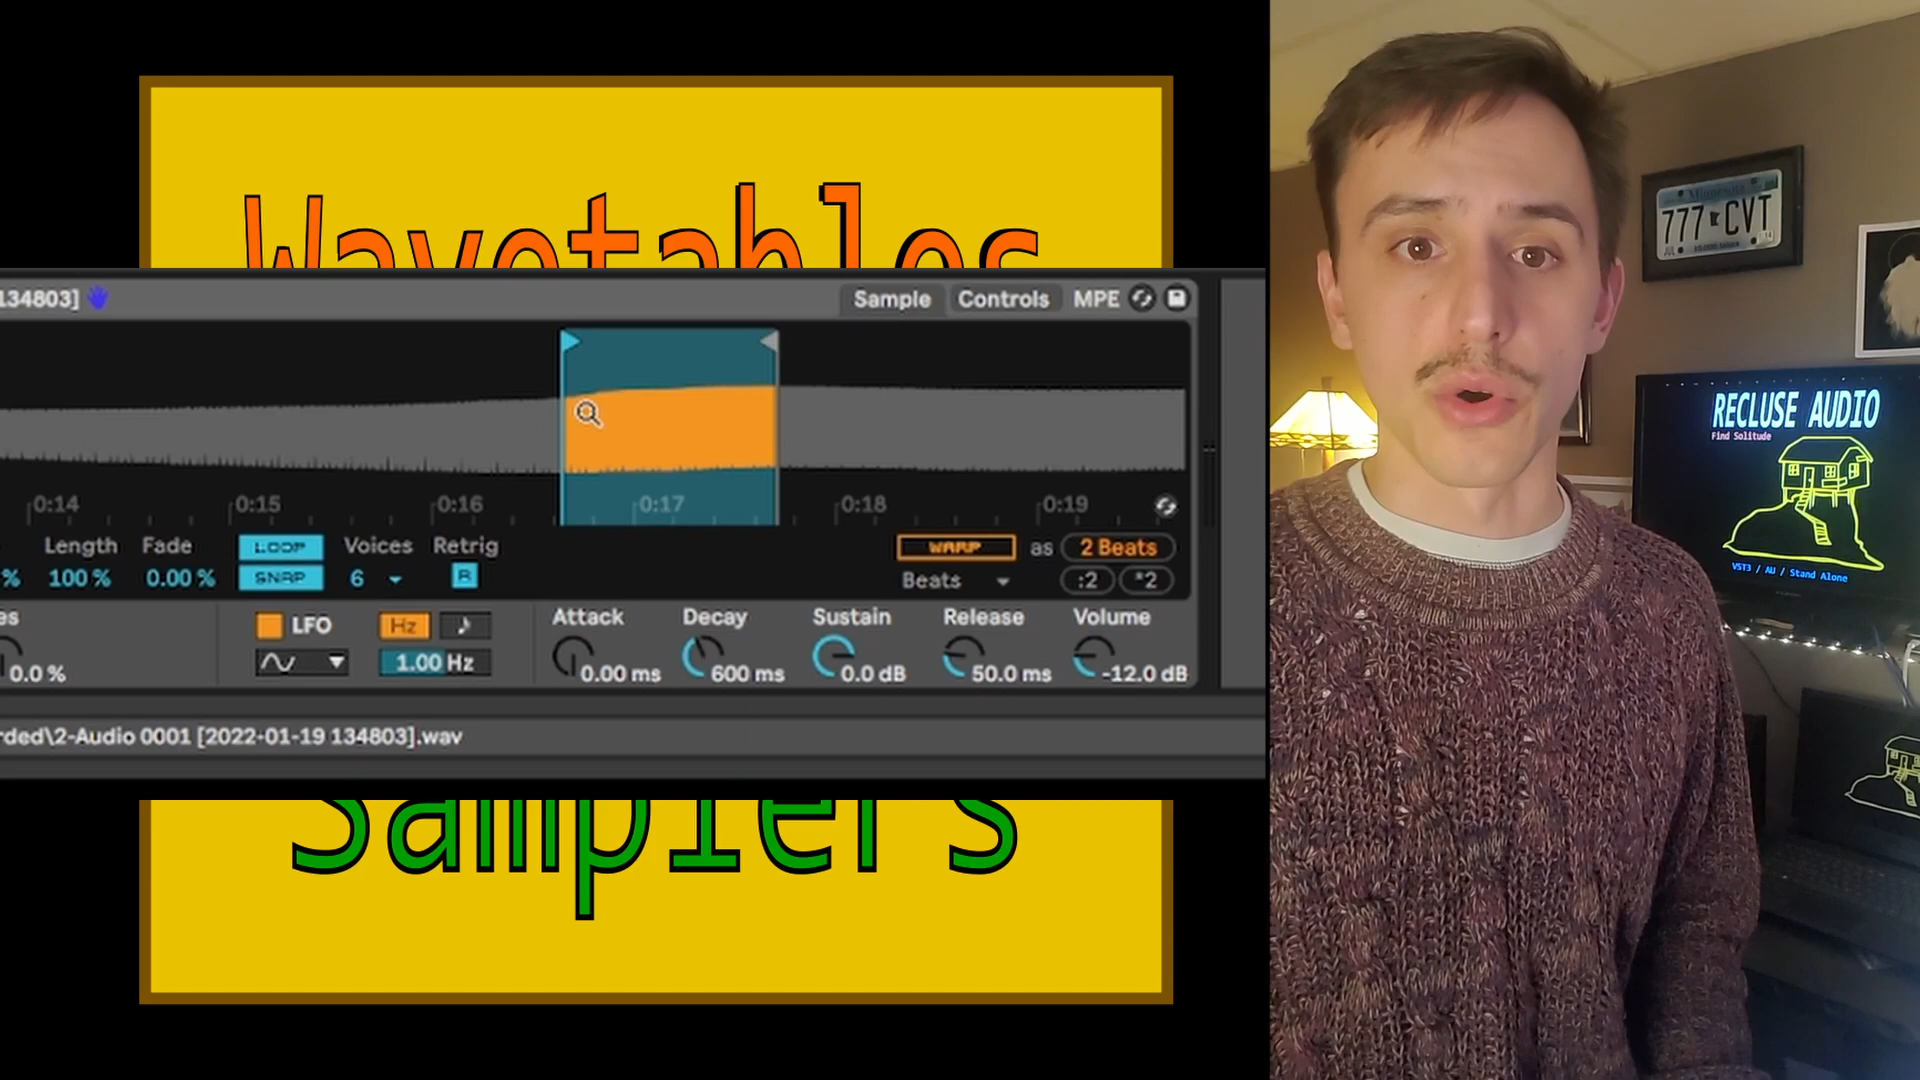 Wavetables
134803]
Sample Controls MPE
0:14 0:15 0:16 0:17 0:18 0:19
% Length Fade LOOP Voices Retrig WARP as 2 Beats
100 % 0.00 % SNAP 6 R Beats :2 *2
es LFO Hz Attack Decay Sustain Release Volume
0.0 % 1.00 Hz 0.00 ms 600 ms 0.0 dB 50.0 ms -12.0 dB
rded\2-Audio 0001 [2022-01-19 134803].wav
Samplers
Minnesota
777 CVT
RECLUSE AUDIO
Find Solitude
VST3 / AU / Stand Alone